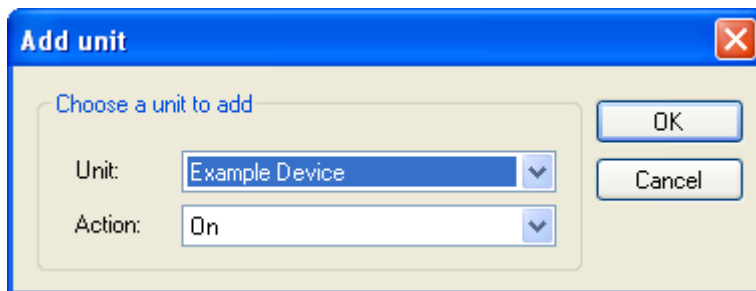 Add unit
Choose a unit to add
OK
Unit: Example Device
Cancel
Action: On